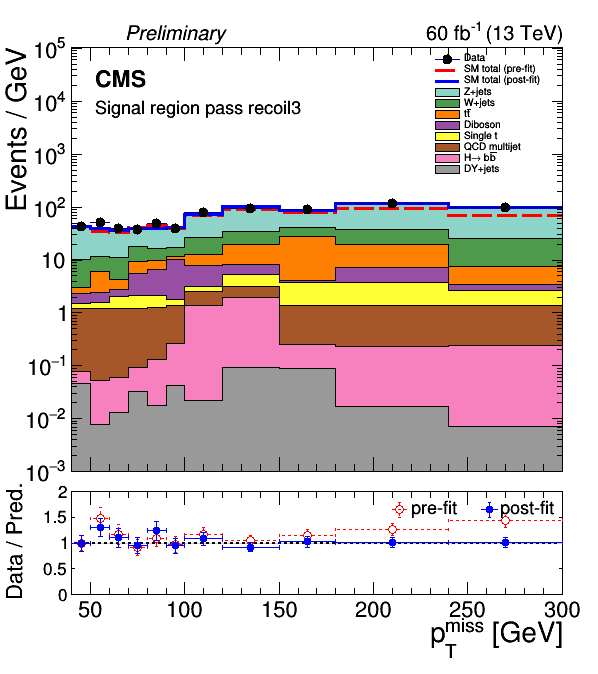 Preliminary
60 fb⁻¹ (13 TeV)
Events / GeV
10⁵
10⁴
10³
10²
10
1
10⁻¹
10⁻²
10⁻³
CMS
Signal region pass recoil3
Data
SM total (pre-fit)
SM total (post-fit)
Z+jets
W+jets
tt̅
Diboson
Single t
QCD multijet
H→ bb̅
DY+jets
Data / Pred.
2
1.5
1
0.5
0
pre-fit
post-fit
50 100 150 200 250 300
p_T^miss [GeV]